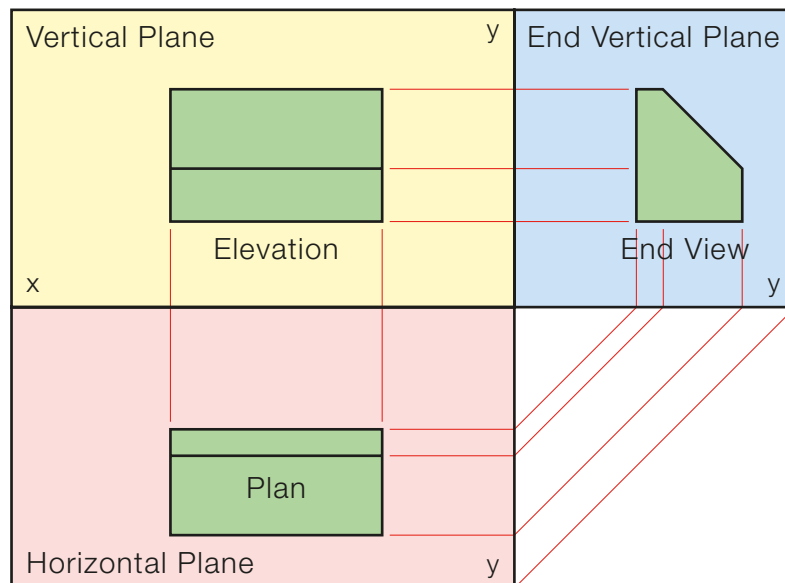 Vertical Plane
y
End Vertical Plane
Elevation
End View
x
y
Plan
Horizontal Plane
y